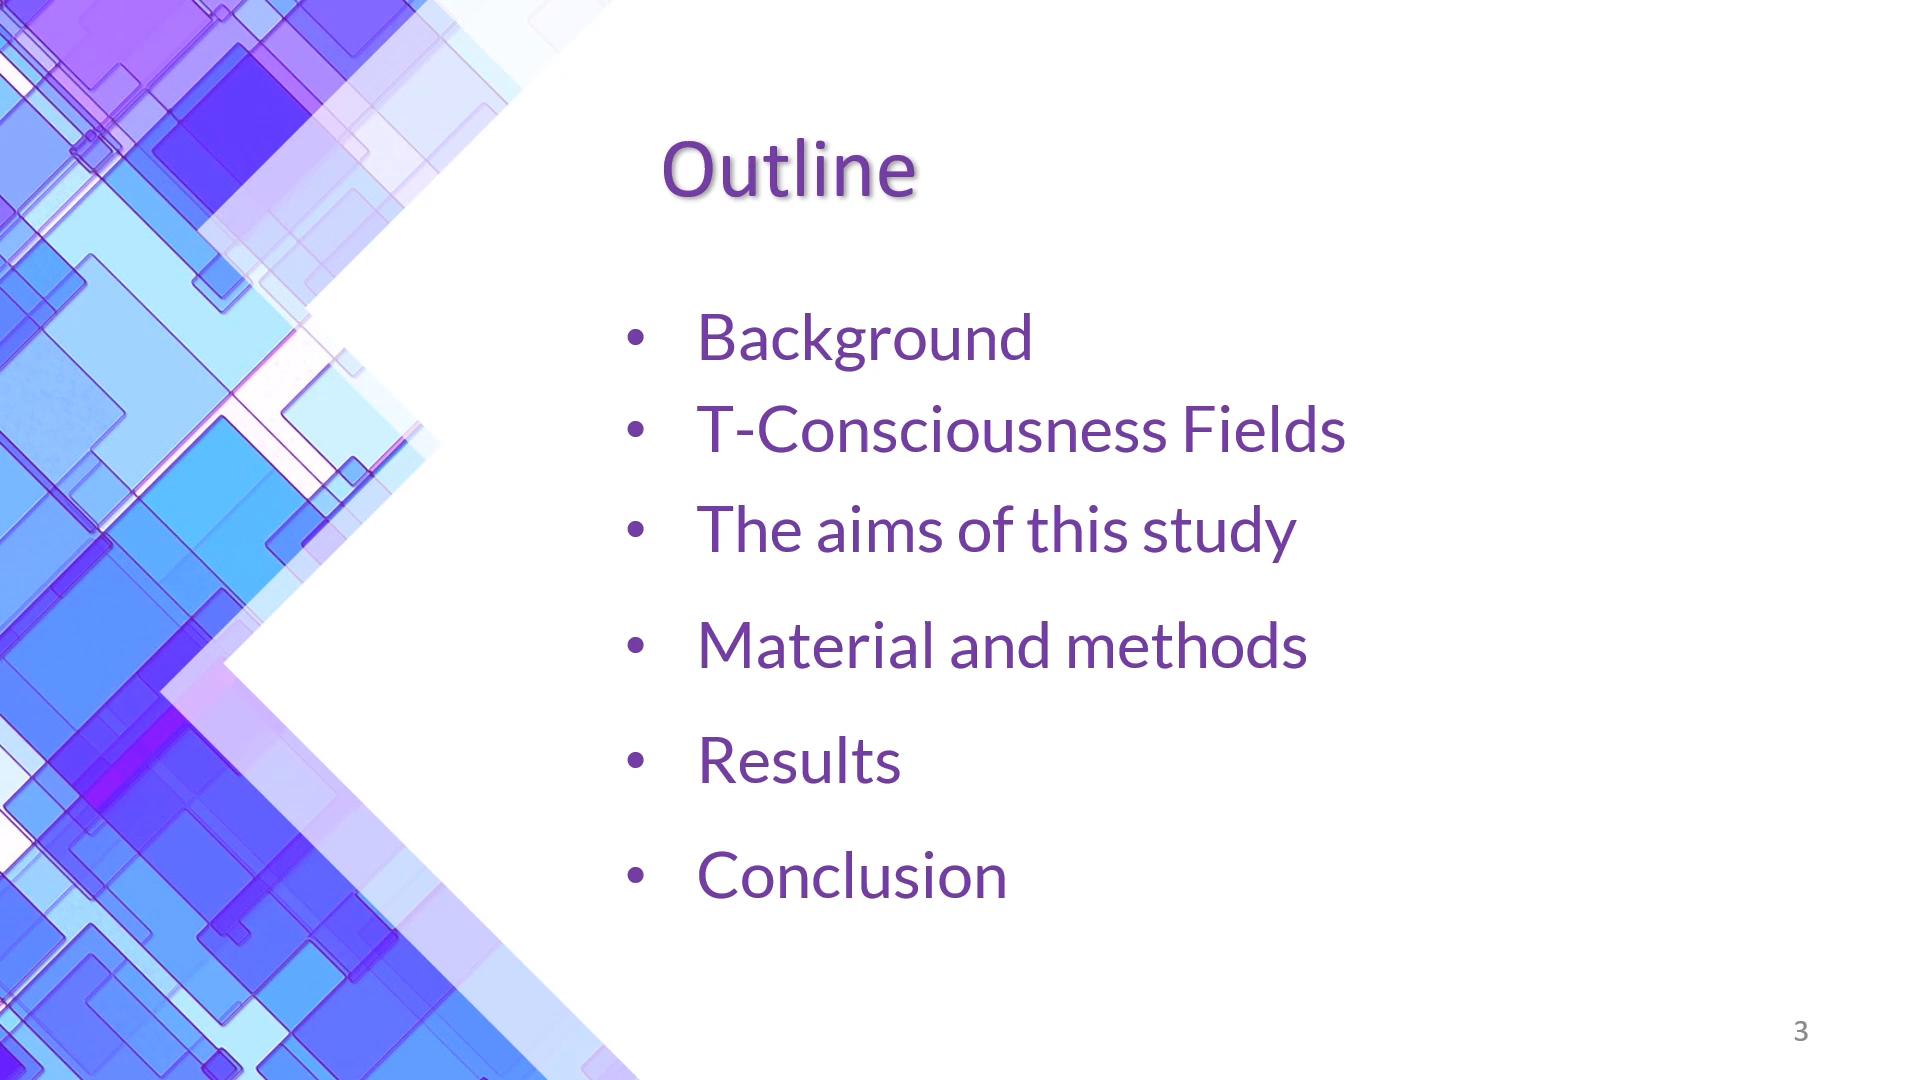 Outline
• Background
• T-Consciousness Fields
• The aims of this study
• Material and methods
• Results
• Conclusion
3